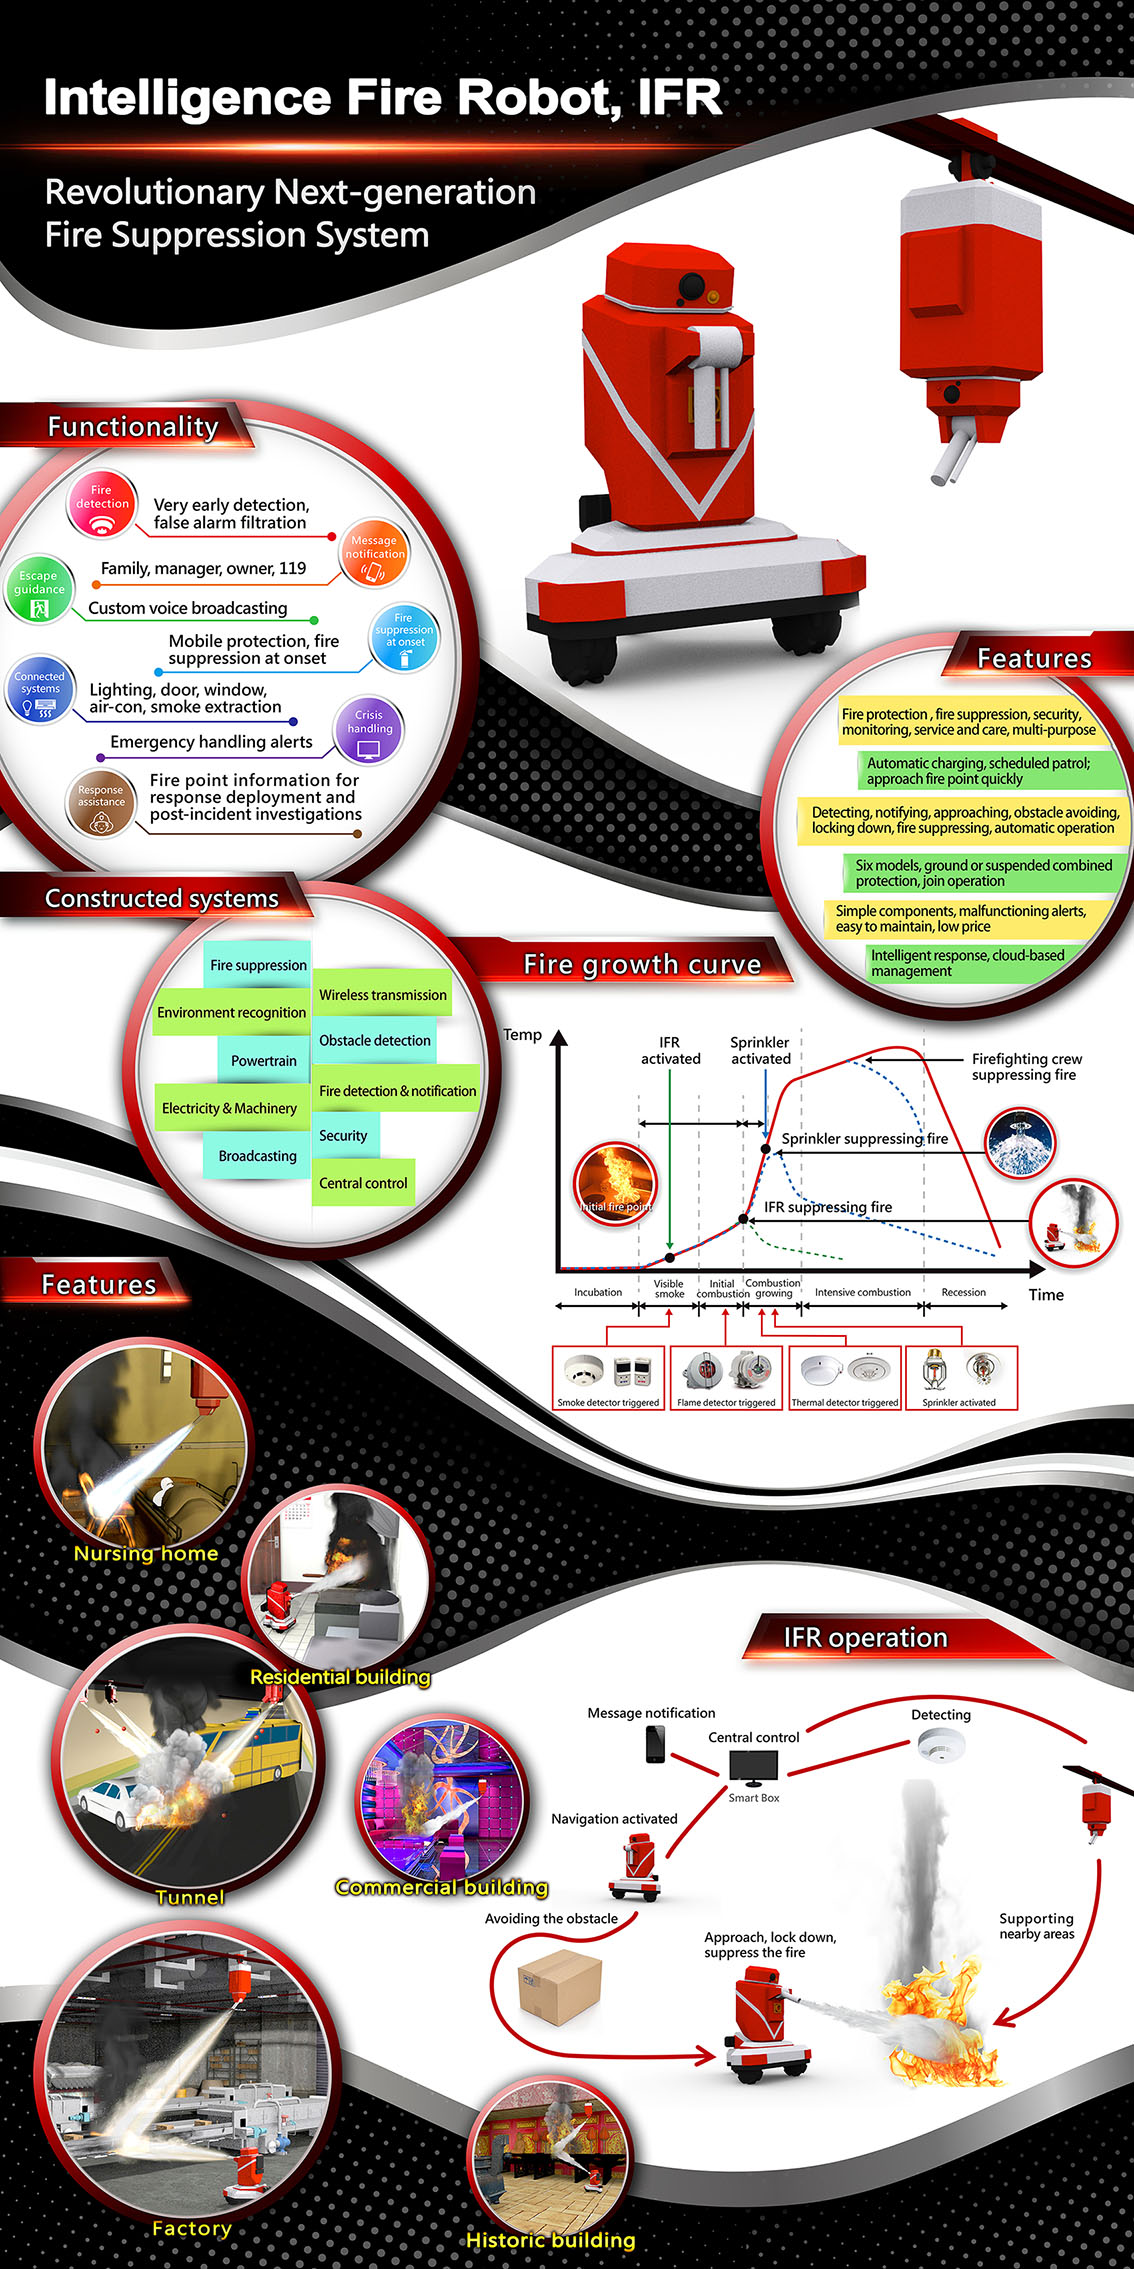 Intelligence Fire Robot, IFR
Revolutionary Next-generation
Fire Suppression System
Functionality
Fire
detection
Very early detection,
false alarm filtration
Message
notification
Family, manager, owner, 119
Escape
guidance
Custom voice broadcasting
Fire
suppression
at onset
Mobile protection, fire
suppression at onset
Connected
systems
Lighting, door, window,
air-con, smoke extraction
Crisis
handling
Emergency handling alerts
Response
assistance
Fire point information for
response deployment and
post-incident investigations
Features
Fire protection , fire suppression, security,
monitoring, service and care, multi-purpose
Automatic charging, scheduled patrol;
approach fire point quickly
Detecting, notifying, approaching, obstacle avoiding,
locking down, fire suppressing, automatic operation
Six models, ground or suspended combined
protection, join operation
Simple components, malfunctioning alerts,
easy to maintain, low price
Intelligent response, cloud-based
management
Constructed systems
Fire suppression
Wireless transmission
Environment recognition
Obstacle detection
Powertrain
Fire detection & notification
Electricity & Machinery
Security
Broadcasting
Central control
Fire growth curve
Temp
IFR
activated
Sprinkler
activated
Firefighting crew
suppressing fire
Sprinkler suppressing fire
Initial fire point
IFR suppressing fire
Incubation
Visible
smoke
Initial
combustion
Combustion
growing
Intensive combustion
Recession
Time
Smoke detector triggered
Flame detector triggered
Thermal detector triggered
Sprinkler activated
Features
Nursing home
Residential building
Tunnel
Commercial building
Factory
Historic building
IFR operation
Message notification
Central control
Smart Box
Detecting
Navigation activated
Avoiding the obstacle
Approach, lock down,
suppress the fire
Supporting
nearby areas